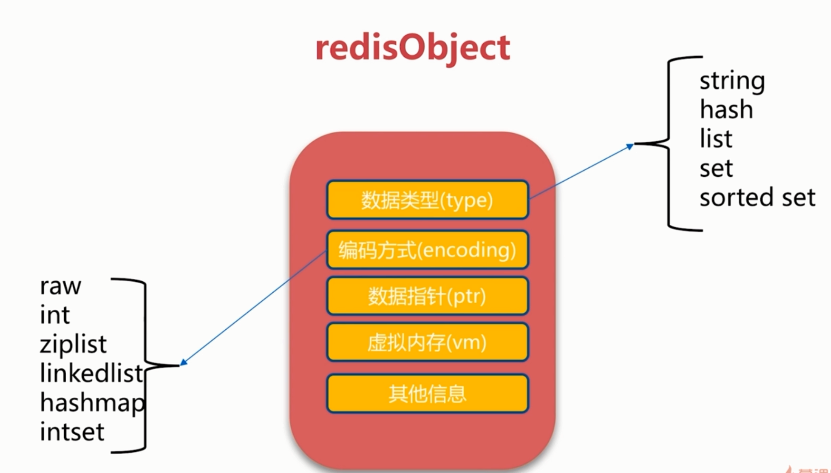 redisObject
string
hash
list
set
sorted set
数据类型(type)
编码方式(encoding)
数据指针(ptr)
虚拟内存(vm)
其他信息
raw
int
ziplist
linkedlist
hashmap
intset